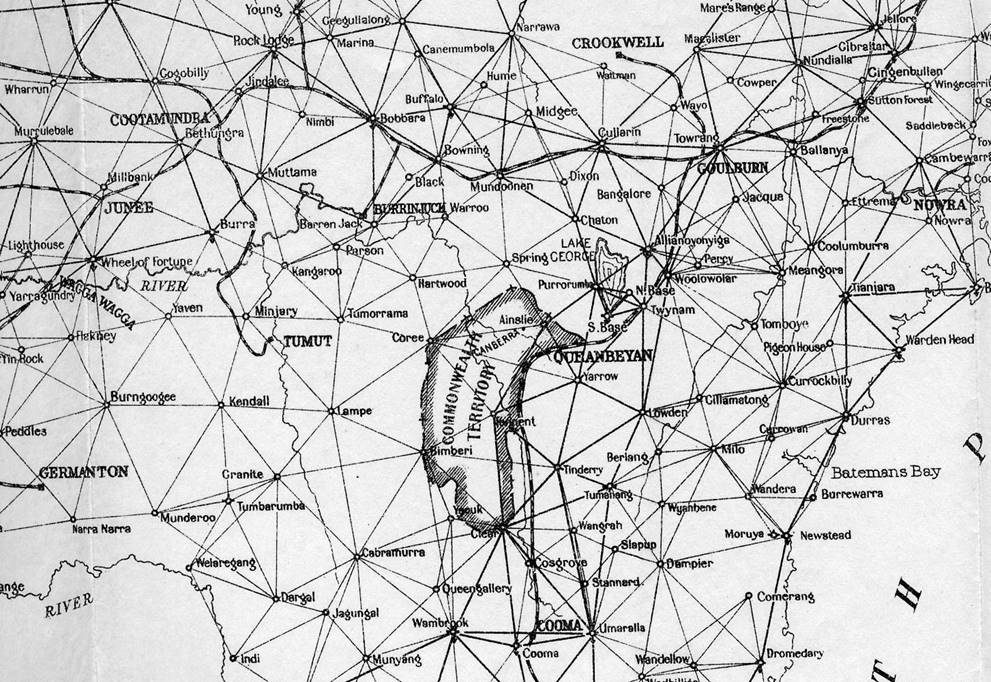 Young
Geegullalong
Narrawa
Mare's Range
Jellore
Rock Lodge
Marina
Canemumbola
CROOKWELL
Macalister
Gibraltar
Nundialla
Cogobilly
Jindalee
Hume
Wattman
Cowper
Gingenbullen
Wharrun
Buffalo
Wingecarri
Sutton Forest
COOTAMUNDRA
Nimbi
Bobbara
Midgee
Wayo
Freestone
Murrulebale
Bethungra
Cullarin
Towrang
Saddleback
Bowning
Ballanya
Cambewarra
Millbank
Muttama
Black
Mundoonen
Dixon
GOULBURN
Bangalore
Jacqua
Ettrema
NOWRA
JUNEE
BURRINJUCK
Warroo
Nowra
Burra
Barren Jack
Chaton
Lighthouse
Parson
LAKE
GEORGE
Allianoyonyiga
Coolumburra
Wheel of Fortune
Kangaroo
Spring
Percy
RIVER
Hartwood
Purrorumba
Woolowolar
Meangora
Yarragundry
WAGGA WAGGA
N. Base
Tianjara
Yaven
Minjary
Tumorrama
Ainslie
S. Base
Twynam
Tomboye
Flakney
TUMUT
Coree
CANBERRA
QUEANBEYAN
Pigeon House
Warden Head
Tin Rock
COMMONWEALTH
TERRITORY
Yarrow
Currockbilly
Burngoogee
Kendall
Lampe
Lowden
Cillamatong
Tennent
Durras
Peddles
Currowan
GERMANTON
Bimberi
Berlang
Milo
Granite
Tinderry
Batemans Bay
Tumanang
Wandera
Burrewarra
Tumbarumba
Yaouk
Wyanbene
Narra Narra
Munderoo
Clear
Wangrah
Moruya
Newstead
Cabramurra
Slapup
Welaregang
Cosgrove
Dampier
Queengallery
Stannard
RIVER
Dargal
Jagungal
Comerang
Wambrook
COOMA
Umaralla
Indi
Munyang
Cooma
Wandellow
Dromedary
P
H
T